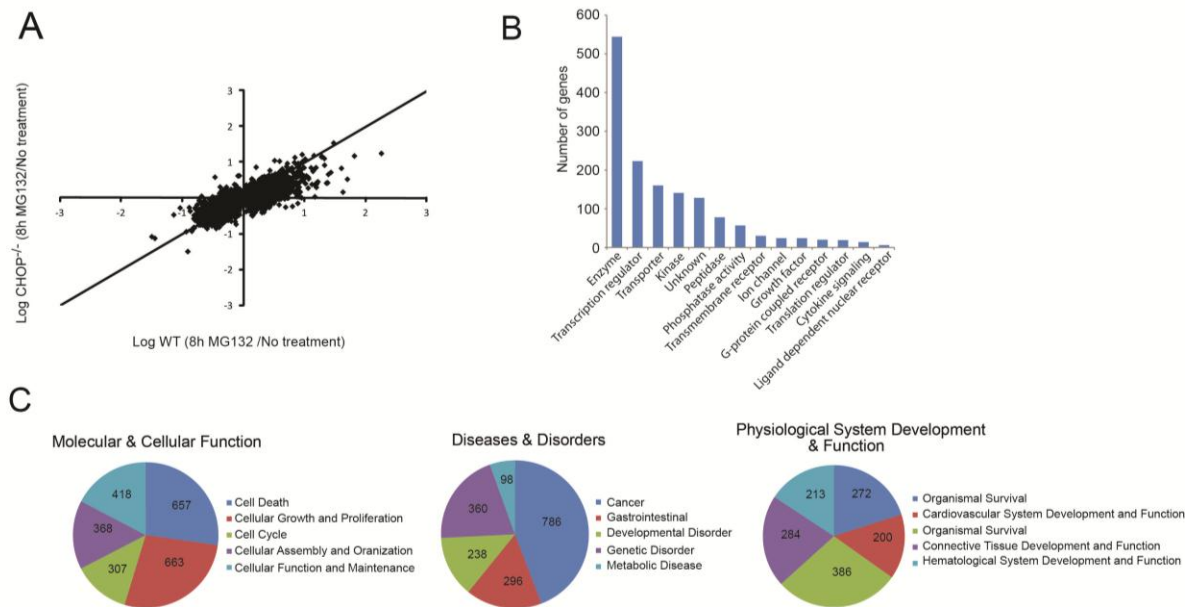 A
Log CHOP-/- (8h MG132/No treatment)
3
2
1
-3
-2
-1
1
2
3
-1
-2
-3
Log WT (8h MG132 /No treatment)
B
Number of genes
600
500
400
300
200
100
0
Enzyme
Transcription regulator
Transporter
Kinase
Unknown
Peptidase
Phosphatase activity
Transmembrane receptor
Ion channel
Growth factor
G-protein coupled receptor
Translation regulator
Cytokine signaling
Ligand dependent nuclear receptor
C
Molecular & Cellular Function
418
657
368
307
663
Cell Death
Cellular Growth and Proliferation
Cell Cycle
Cellular Assembly and Oranization
Cellular Function and Maintenance
Diseases & Disorders
98
360
786
238
296
Cancer
Gastrointestinal
Developmental Disorder
Genetic Disorder
Metabolic Disease
Physiological System Development
& Function
213
272
284
200
386
Organismal Survival
Cardiovascular System Development and Function
Organismal Survival
Connective Tissue Development and Function
Hematological System Development and Function